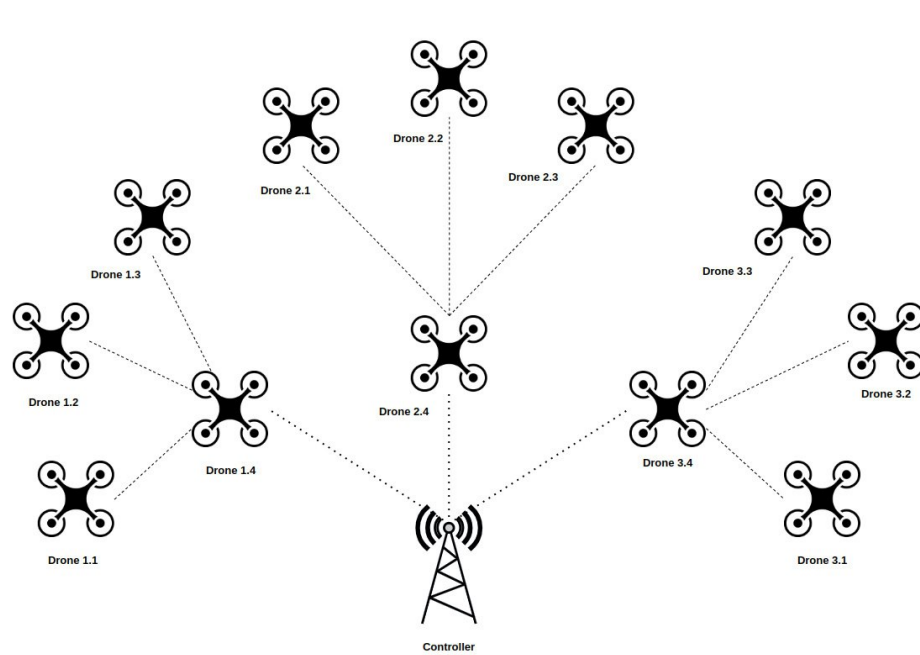 Drone 2.2
Drone 2.3
Drone 2.1
Drone 3.3
Drone 1.3
Drone 3.2
Drone 1.2
Drone 2.4
Drone 3.4
Drone 1.4
Drone 1.1
Drone 3.1
Controller